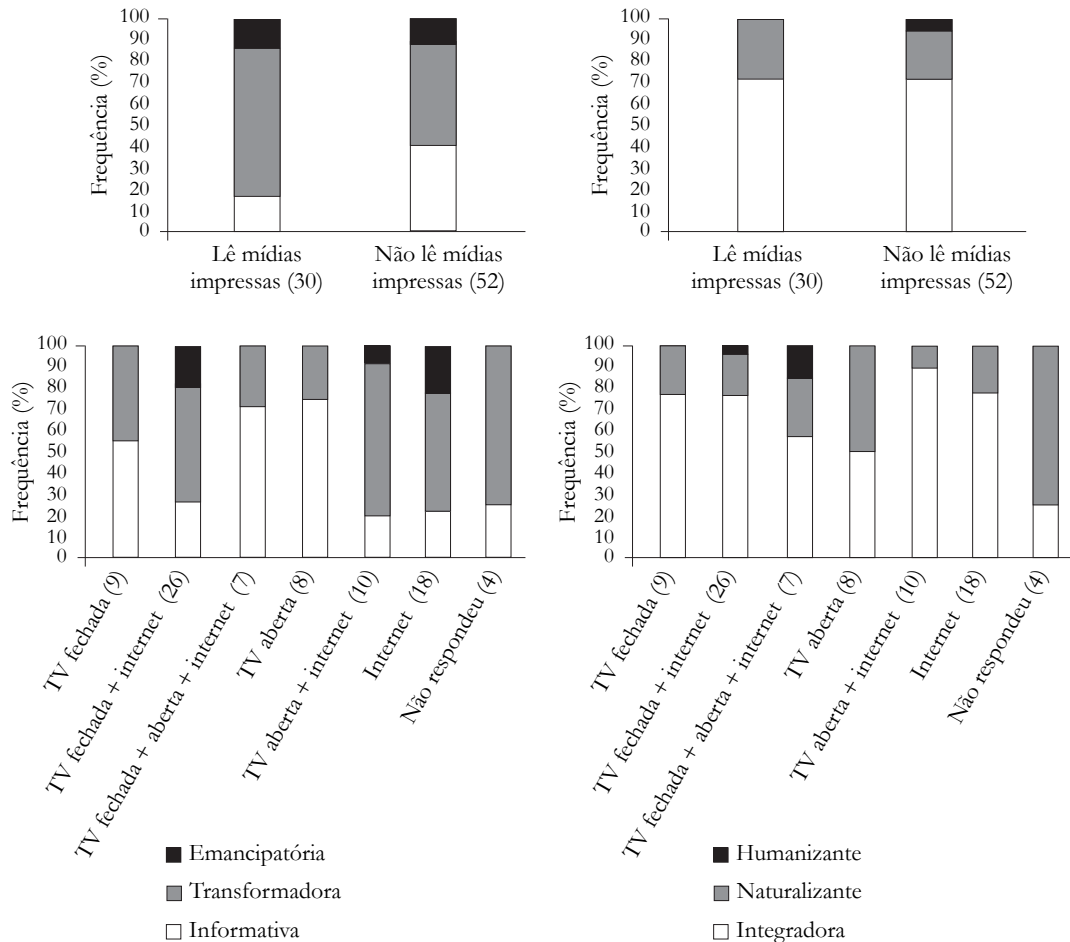 Frequência (%)
100
90
80
70
60
50
40
30
20
10
0
Lê mídias
impressas (30)
Não lê mídias
impressas (52)
Frequência (%)
100
90
80
70
60
50
40
30
20
10
0
Lê mídias
impressas (30)
Não lê mídias
impressas (52)
Frequência (%)
100
90
80
70
60
50
40
30
20
10
0
TV fechada (9)
TV fechada + internet (26)
TV fechada + aberta + internet (7)
TV aberta (8)
TV aberta + internet (10)
Internet (18)
Não respondeu (4)
Emancipatória
Transformadora
Informativa
Frequência (%)
100
90
80
70
60
50
40
30
20
10
0
TV fechada (9)
TV fechada + internet (26)
TV fechada + aberta + internet (7)
TV aberta (8)
TV aberta + internet (10)
Internet (18)
Não respondeu (4)
Humanizante
Naturalizante
Integradora